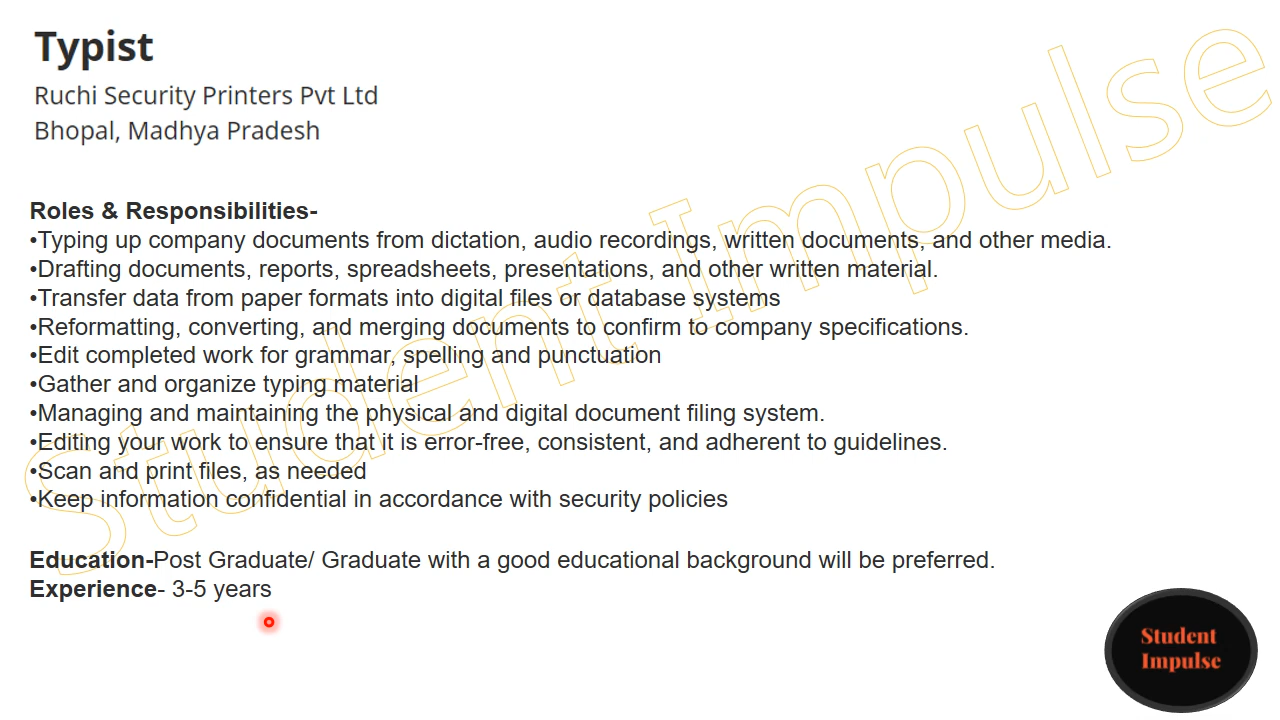 Typist
Ruchi Security Printers Pvt Ltd
Bhopal, Madhya Pradesh
Roles & Responsibilities-
•Typing up company documents from dictation, audio recordings, written documents, and other media.
•Drafting documents, reports, spreadsheets, presentations, and other written material.
•Transfer data from paper formats into digital files or database systems
•Reformatting, converting, and merging documents to confirm to company specifications.
•Edit completed work for grammar, spelling and punctuation
•Gather and organize typing material
•Managing and maintaining the physical and digital document filing system.
•Editing your work to ensure that it is error-free, consistent, and adherent to guidelines.
•Scan and print files, as needed
•Keep information confidential in accordance with security policies
Education-Post Graduate/ Graduate with a good educational background will be preferred.
Experience- 3-5 years
Student Impulse
Student
Impulse